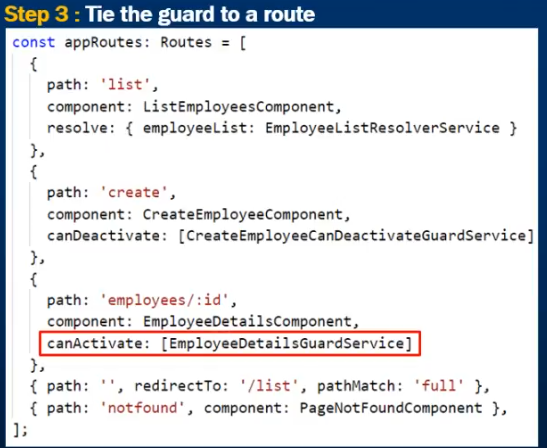 Step 3 : Tie the guard to a route
const appRoutes: Routes = [
  {
    path: 'list',
    component: ListEmployeesComponent,
    resolve: { employeeList: EmployeeListResolverService }
  },
  {
    path: 'create',
    component: CreateEmployeeComponent,
    canDeactivate: [CreateEmployeeCanDeactivateGuardService]
  },
  {
    path: 'employees/:id',
    component: EmployeeDetailsComponent,
    canActivate: [EmployeeDetailsGuardService]
  },
  { path: '', redirectTo: '/list', pathMatch: 'full' },
  { path: 'notfound', component: PageNotFoundComponent },
];